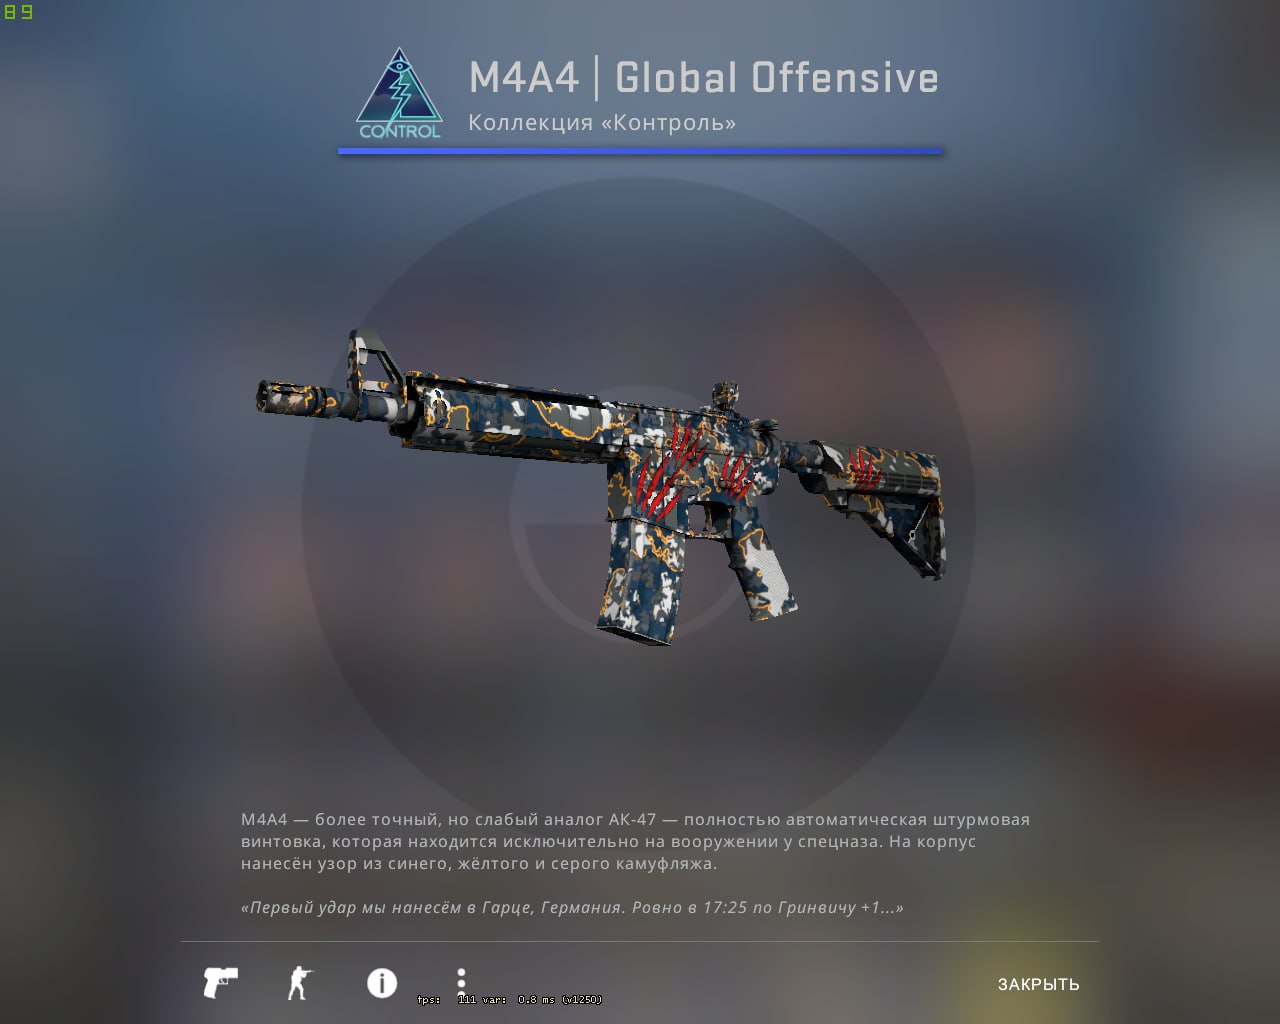 89
M4A4 | Global Offensive
CONTROL
Коллекция «Контроль»
M4A4 — более точный, но слабый аналог АК-47 — полностью автоматическая штурмовая
винтовка, которая находится исключительно на вооружении у спецназа. На корпус
нанесён узор из синего, жёлтого и серого камуфляжа.
«Первый удар мы нанесём в Гарце, Германия. Ровно в 17:25 по Гринвичу +1...»
ЗАКРЫТЬ
fps: 111 var: 0.8 ms (v1250)